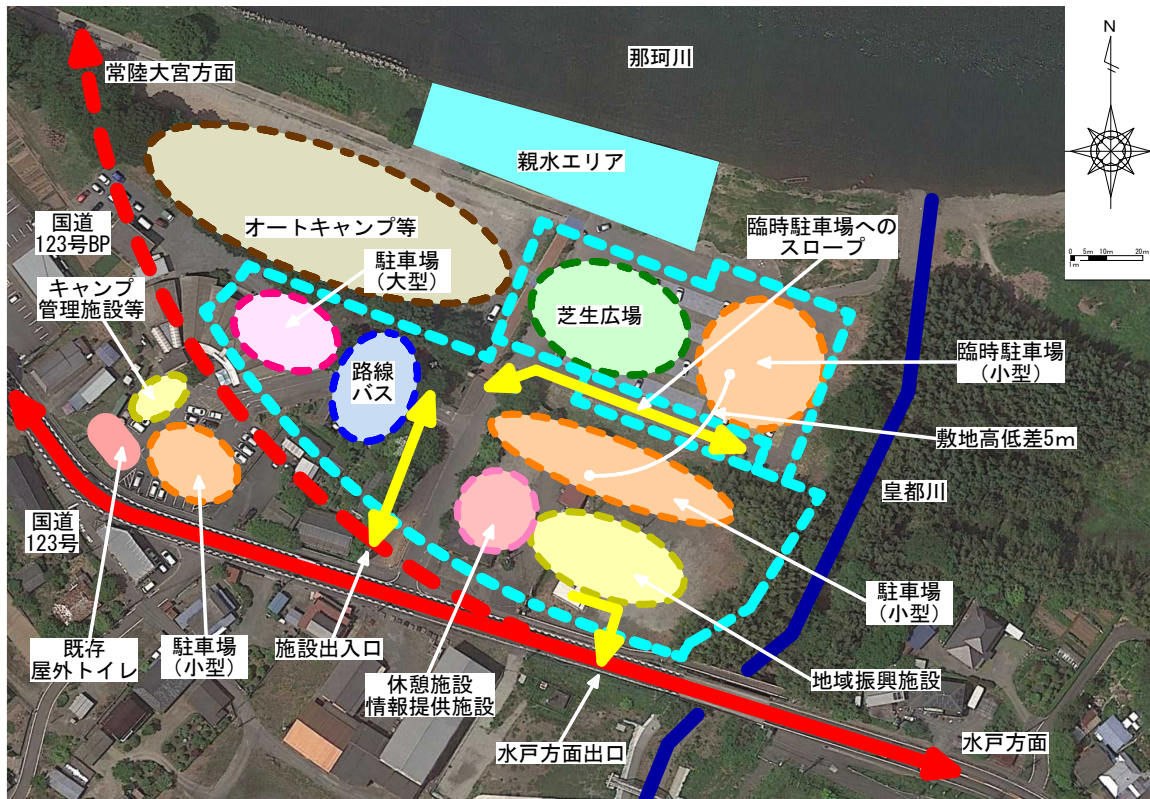 那珂川
N
常陸大宮方面
親水エリア
0 5m 10m 20m
1m
国道
123号BP
オートキャンプ等
臨時駐車場への
スロープ
駐車場
(大型)
キャンプ
管理施設等
芝生広場
臨時駐車場
(小型)
路線
バス
敷地高低差5m
皇都川
国道
123号
駐車場
(小型)
既存
屋外トイレ
駐車場
(小型)
施設出入口
休憩施設
情報提供施設
地域振興施設
水戸方面出口
水戸方面